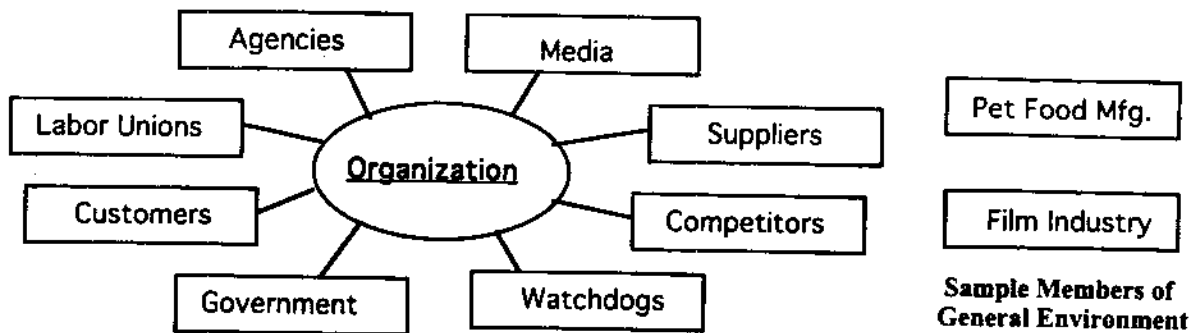 Agencies
Media
Labor Unions
Suppliers
Pet Food Mfg.
Organization
Customers
Competitors
Film Industry
Government
Watchdogs
Sample Members of
General Environment